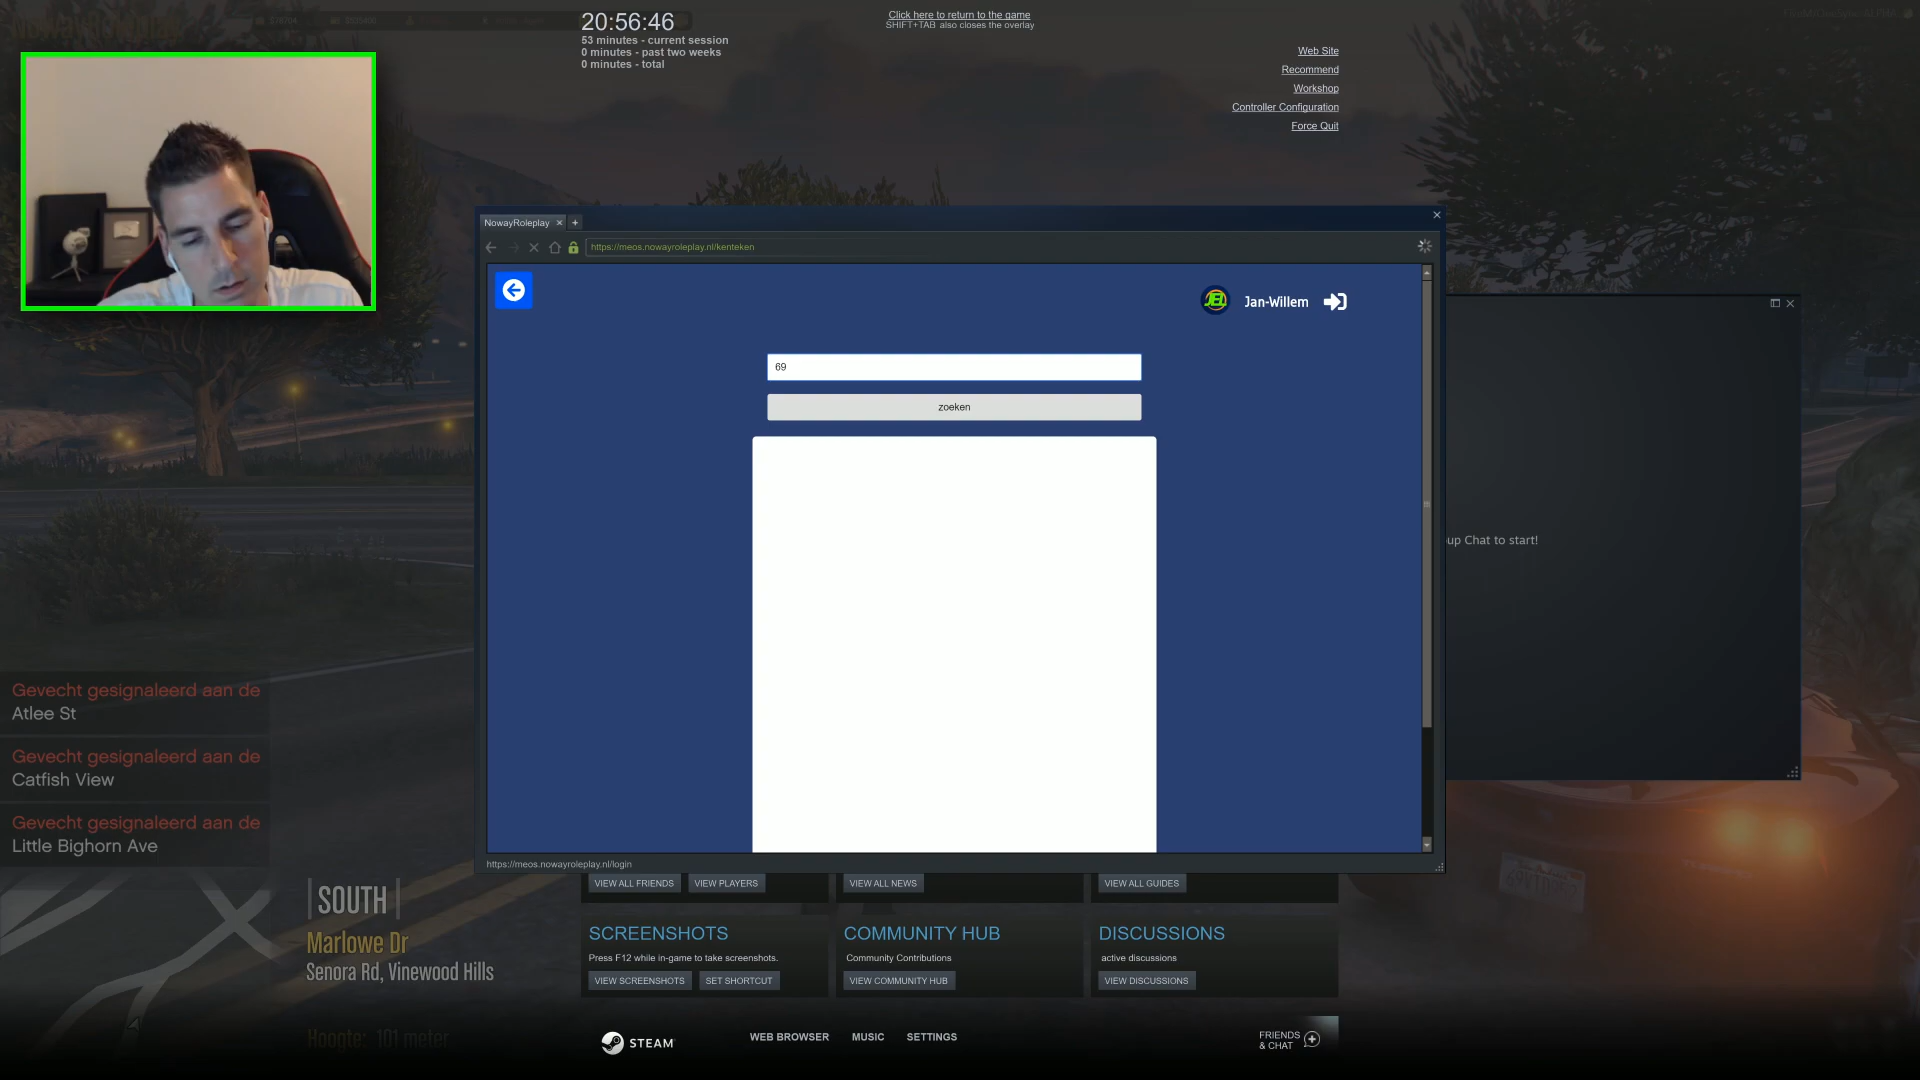 20:56:46
53 minutes - current session
0 minutes - past two weeks
0 minutes - total
Click here to return to the game
SHIFT+TAB also closes the overlay
Web Site
Recommend
Workshop
Controller Configuration
Force Quit
NowayRoleplay
https://meos.nowayroleplay.nl/kenteken
JEL
Jan-Willem
69
zoeken
up Chat to start!
Gevecht gesignaleerd aan de
Atlee St
Gevecht gesignaleerd aan de
Catfish View
Gevecht gesignaleerd aan de
Little Bighorn Ave
https://meos.nowayroleplay.nl/login
VIEW ALL FRIENDS
VIEW PLAYERS
VIEW ALL NEWS
VIEW ALL GUIDES
SOUTH
Marlowe Dr
Senora Rd, Vinewood Hills
Hoogte: 101 meter
SCREENSHOTS
Press F12 while in-game to take screenshots.
VIEW SCREENSHOTS
SET SHORTCUT
COMMUNITY HUB
Community Contributions
VIEW COMMUNITY HUB
DISCUSSIONS
active discussions
VIEW DISCUSSIONS
STEAM
WEB BROWSER
MUSIC
SETTINGS
FRIENDS
& CHAT